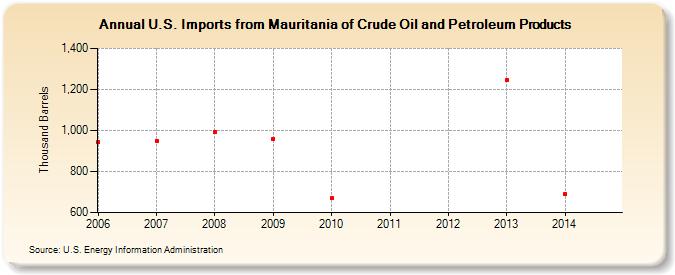 Annual U.S. Imports from Mauritania of Crude Oil and Petroleum Products
Thousand Barrels
1,400
1,200
1,000
800
600
2006 2007 2008 2009 2010 2011 2012 2013 2014
Source: U.S. Energy Information Administration